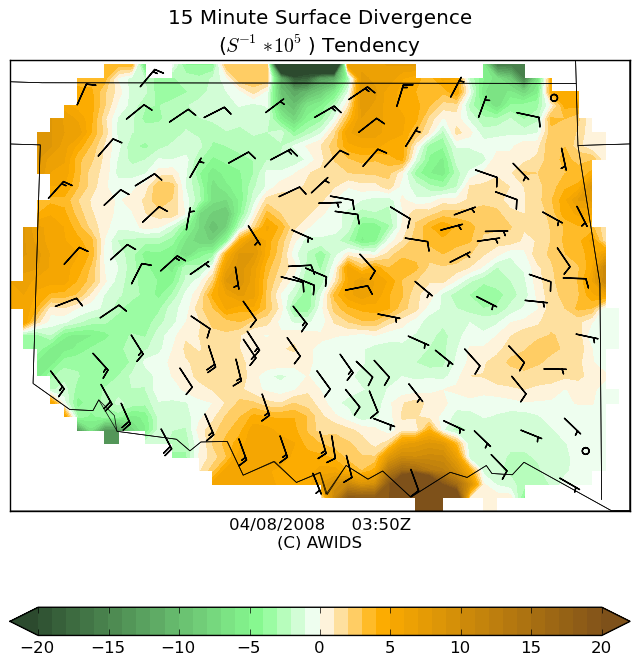 15 Minute Surface Divergence
(S⁻¹ *10⁵ ) Tendency
04/08/2008 03:50Z
(C) AWIDS
−20 −15 −10 −5 0 5 10 15 20